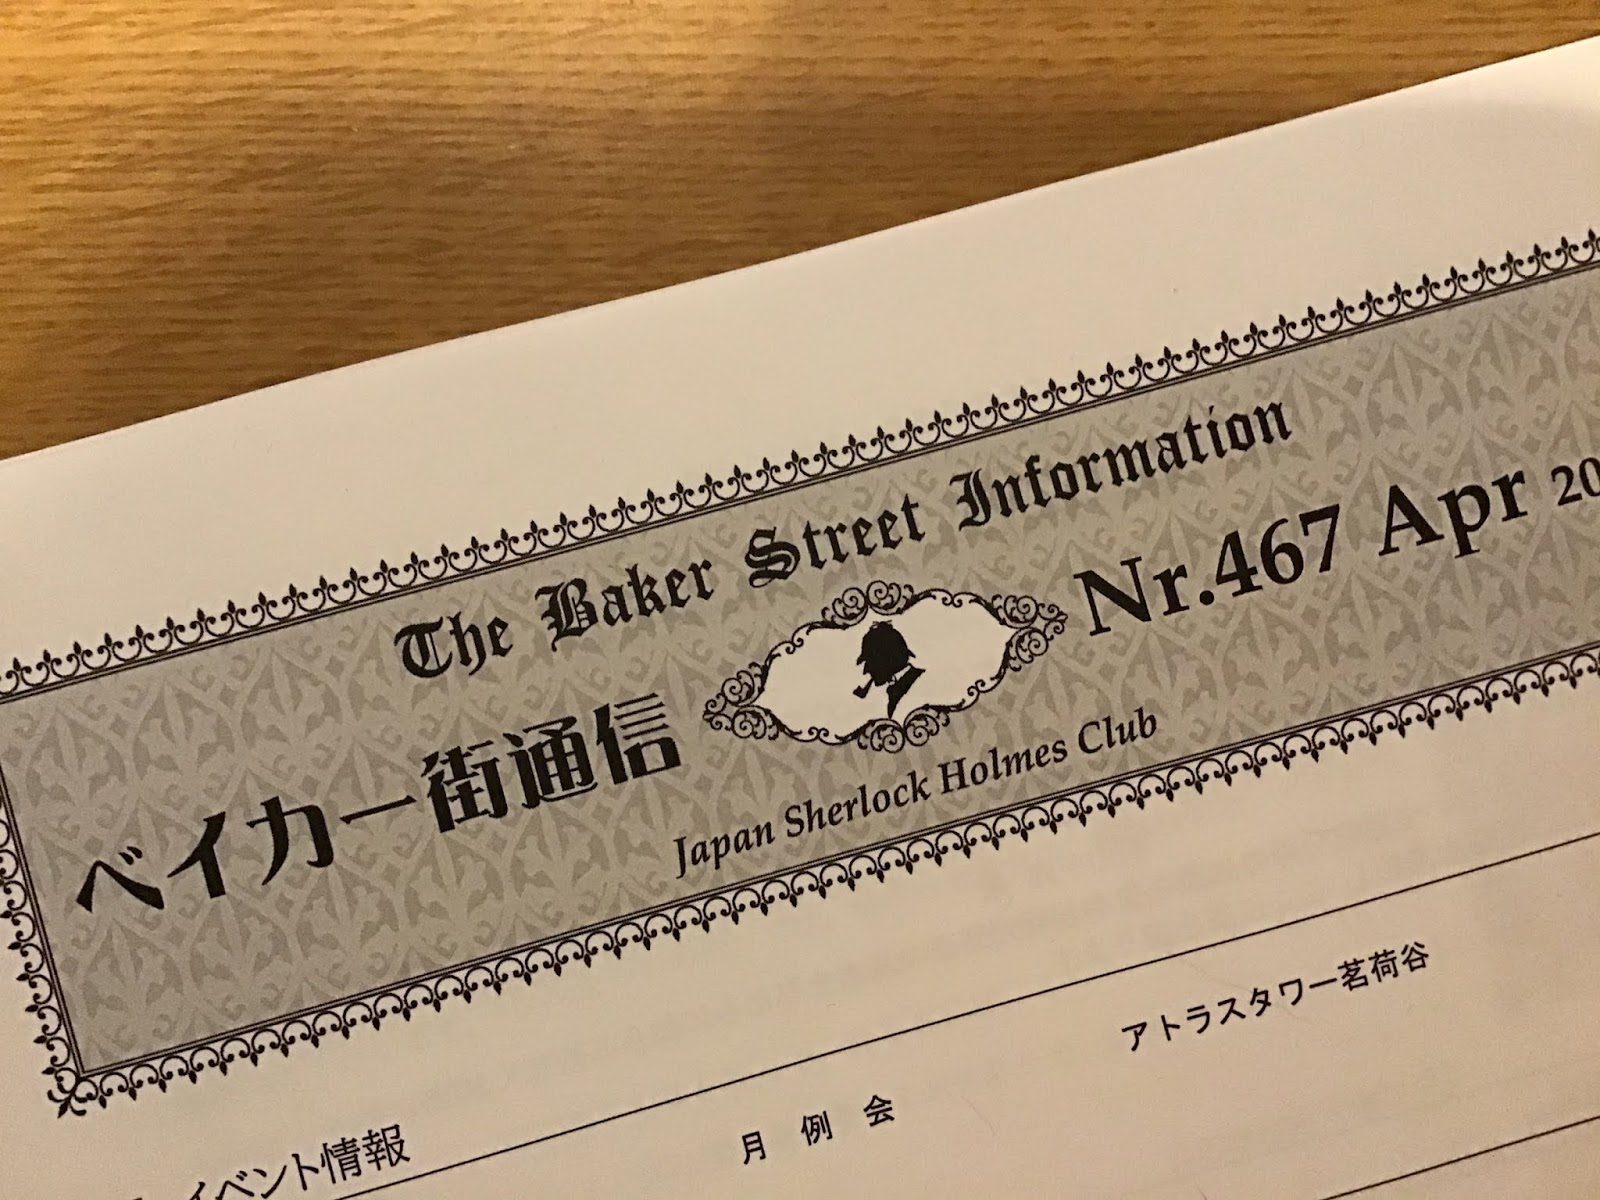 The Baker Street Information
ベイカー街通信
Nr.467 Apr 20
Japan Sherlock Holmes Club
イベント情報
月例会
アトラスタワー茗荷谷